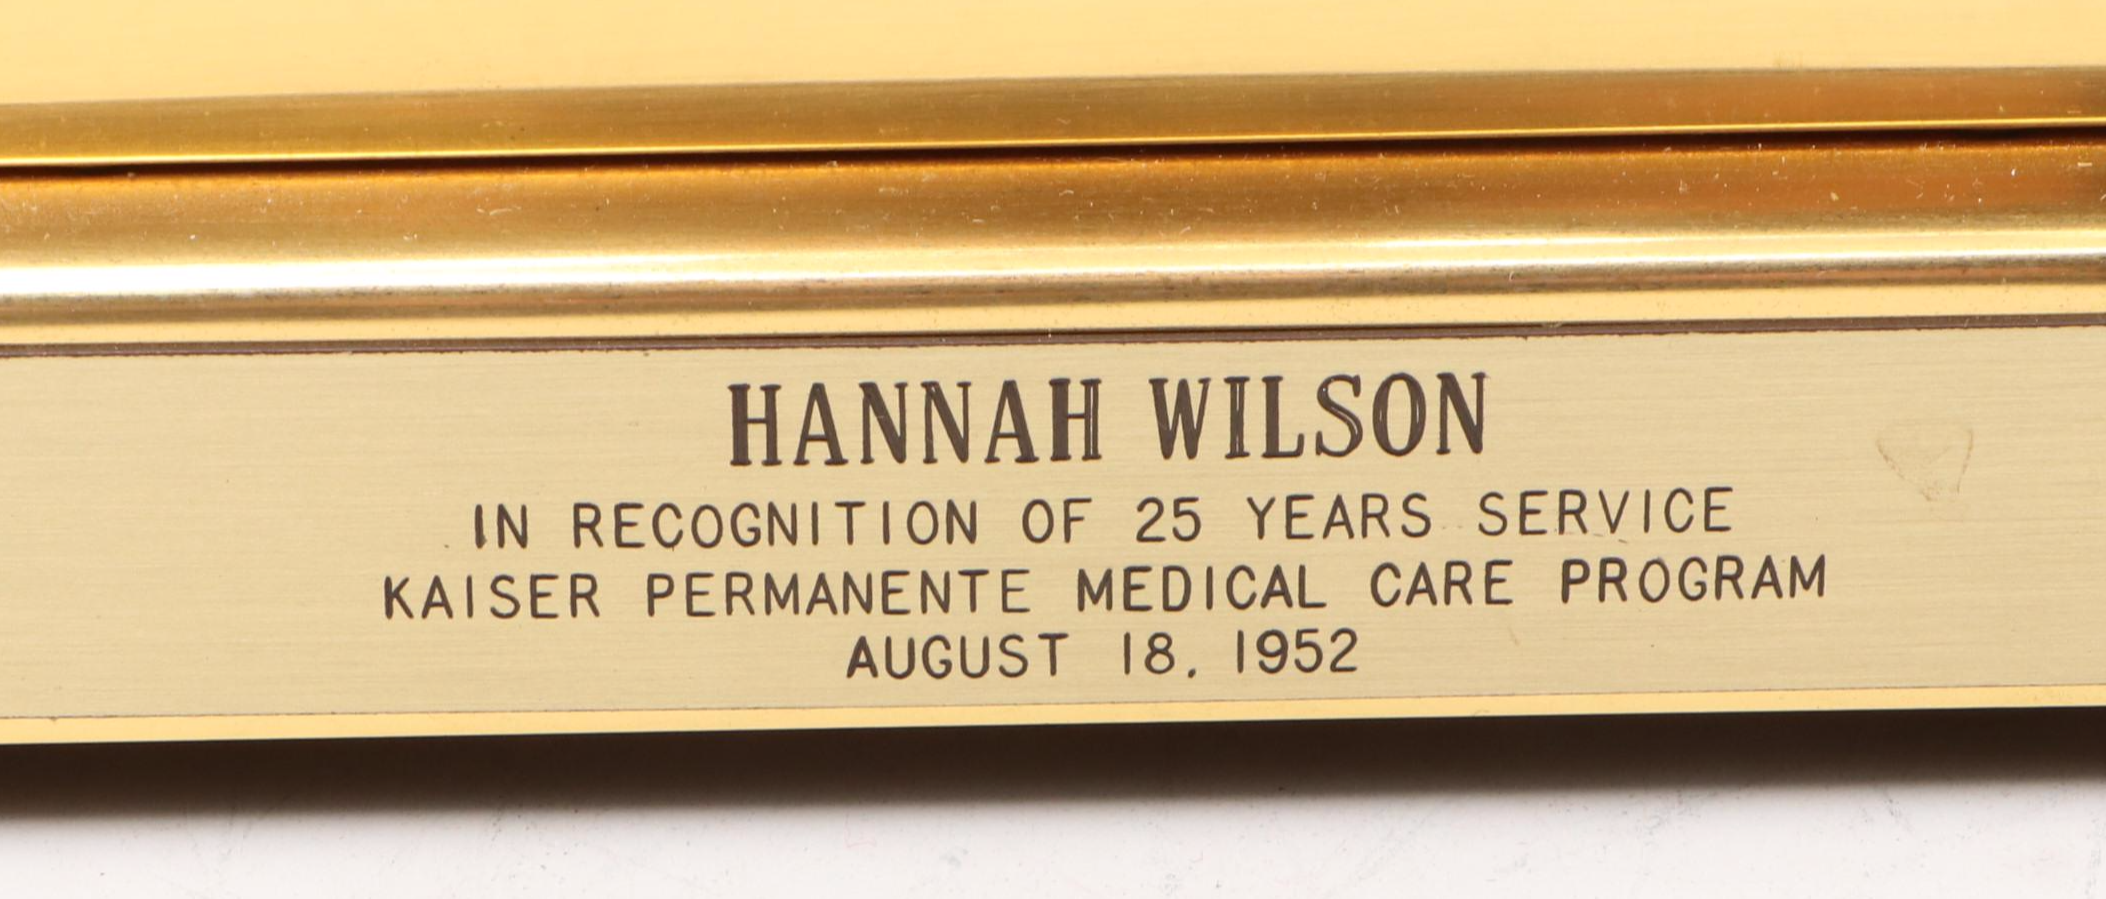 HANNAH WILSON
IN RECOGNITION OF 25 YEARS SERVICE
KAISER PERMANENTE MEDICAL CARE PROGRAM
AUGUST 18, 1952